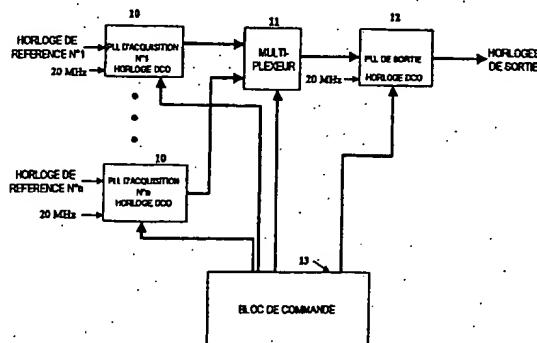 10
HORLOGE DE
REFERENCE N°1
20 MHz
PLL D'ACQUISITION
N°1
HORLOGE DCO
11
MULTI-
PLEXEUR
12
PLL DE SORTIE
HORLOGE DCO
20 MHz
HORLOGES
DE SORTIE
10
HORLOGE DE
REFERENCE N°n
20 MHz
PLL D'ACQUISITION
N°n
HORLOGE DCO
13
BLOC DE COMMANDE